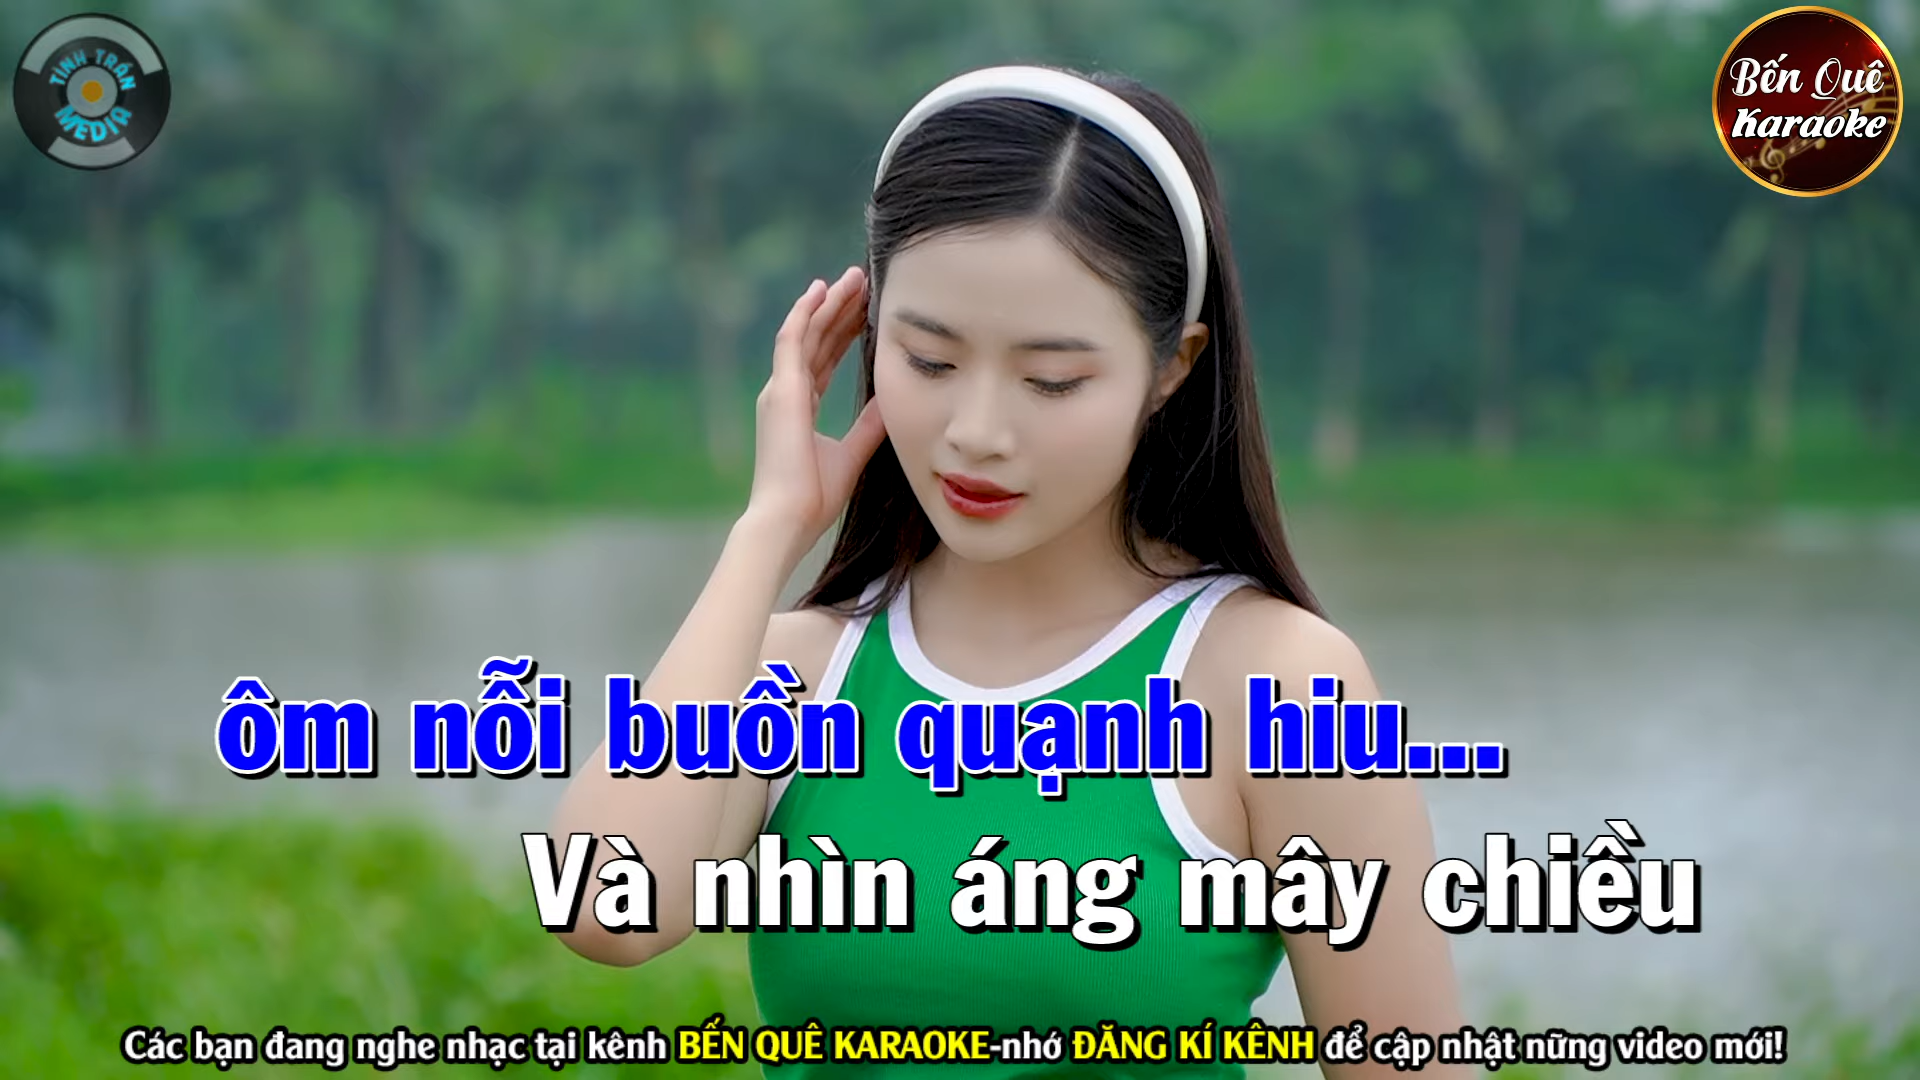 TÌNH TRẦN
MEDIA
Bến Quê
Karaoke
ôm nỗi buồn quạnh hiu...
Và nhìn áng mây chiều
Các bạn đang nghe nhạc tại kênh BẾN QUÊ KARAOKE-nhớ ĐĂNG KÍ KÊNH để cập nhật nững video mới!